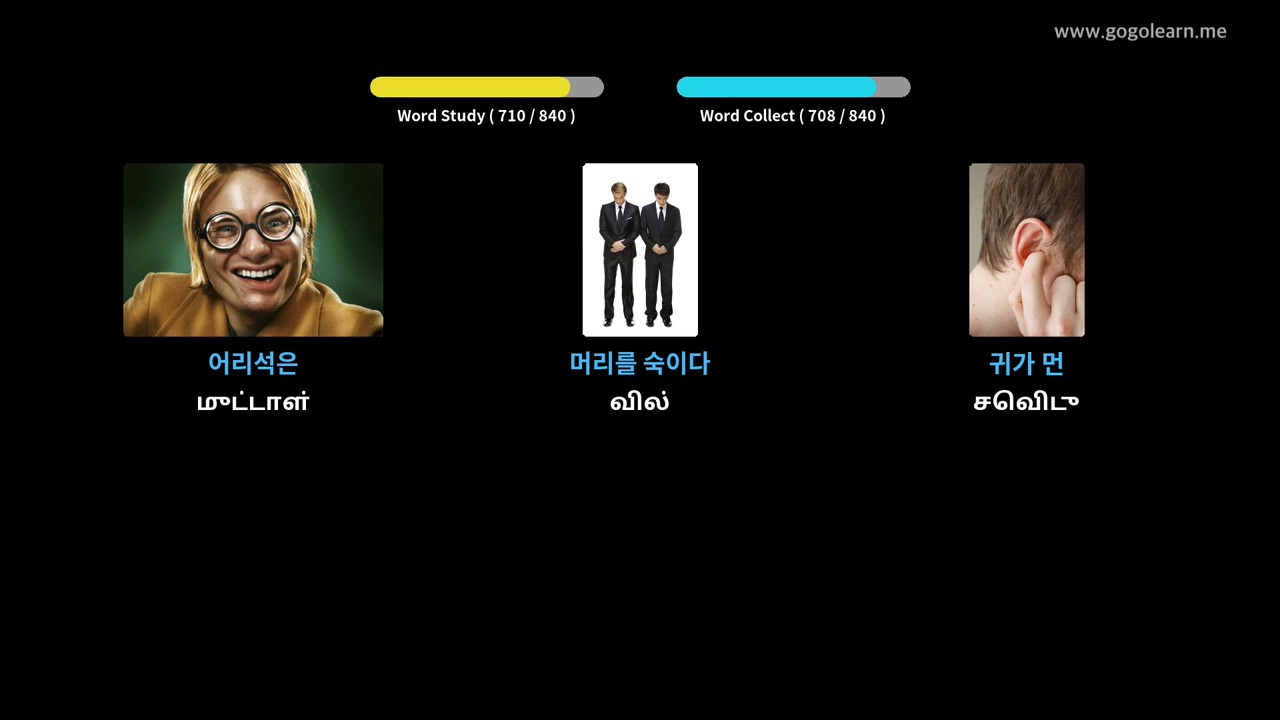 www.gogolearn.me
Word Study ( 710 / 840 )
Word Collect ( 708 / 840 )
어리석은
머리를 숙이다
귀가 먼
முட்டாள்
வில்
செவிடு